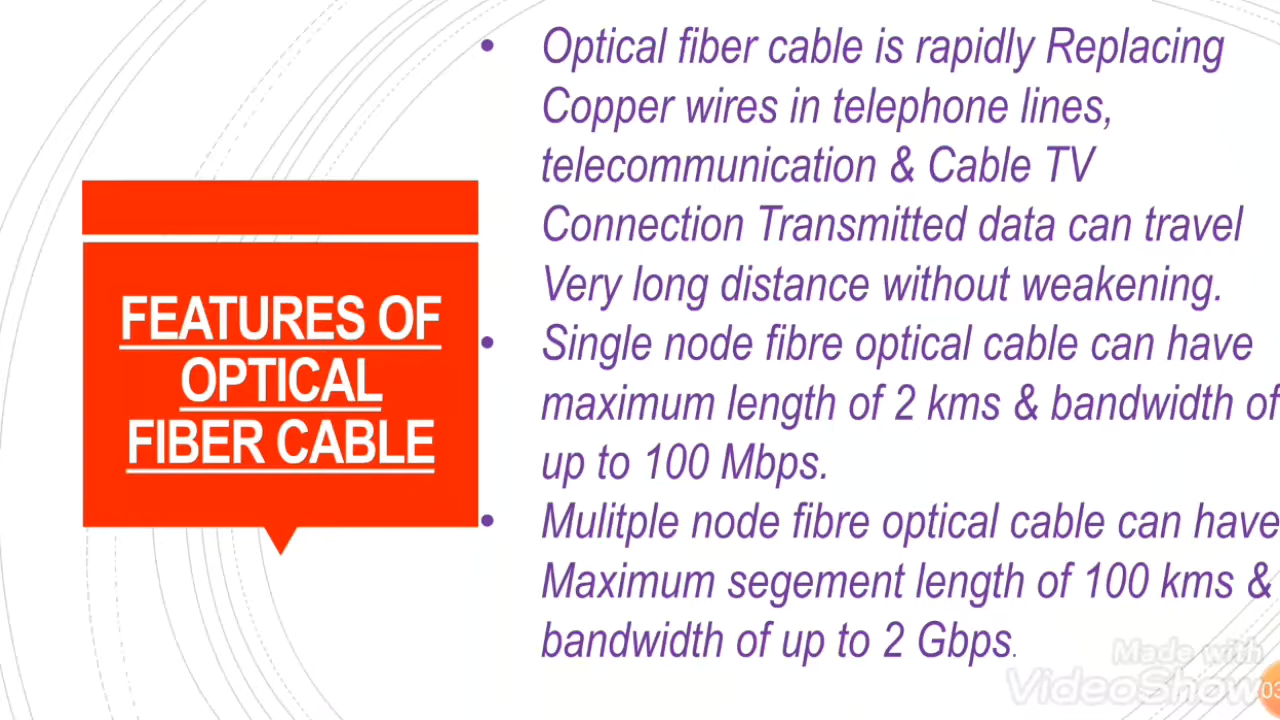 FEATURES OF
OPTICAL
FIBER CABLE
• Optical fiber cable is rapidly Replacing
Copper wires in telephone lines,
telecommunication & Cable TV
Connection Transmitted data can travel
Very long distance without weakening.
• Single node fibre optical cable can have
maximum length of 2 kms & bandwidth of
up to 100 Mbps.
• Mulitple node fibre optical cable can have
Maximum segement length of 100 kms &
bandwidth of up to 2 Gbps.
Made with
VideoShow
03